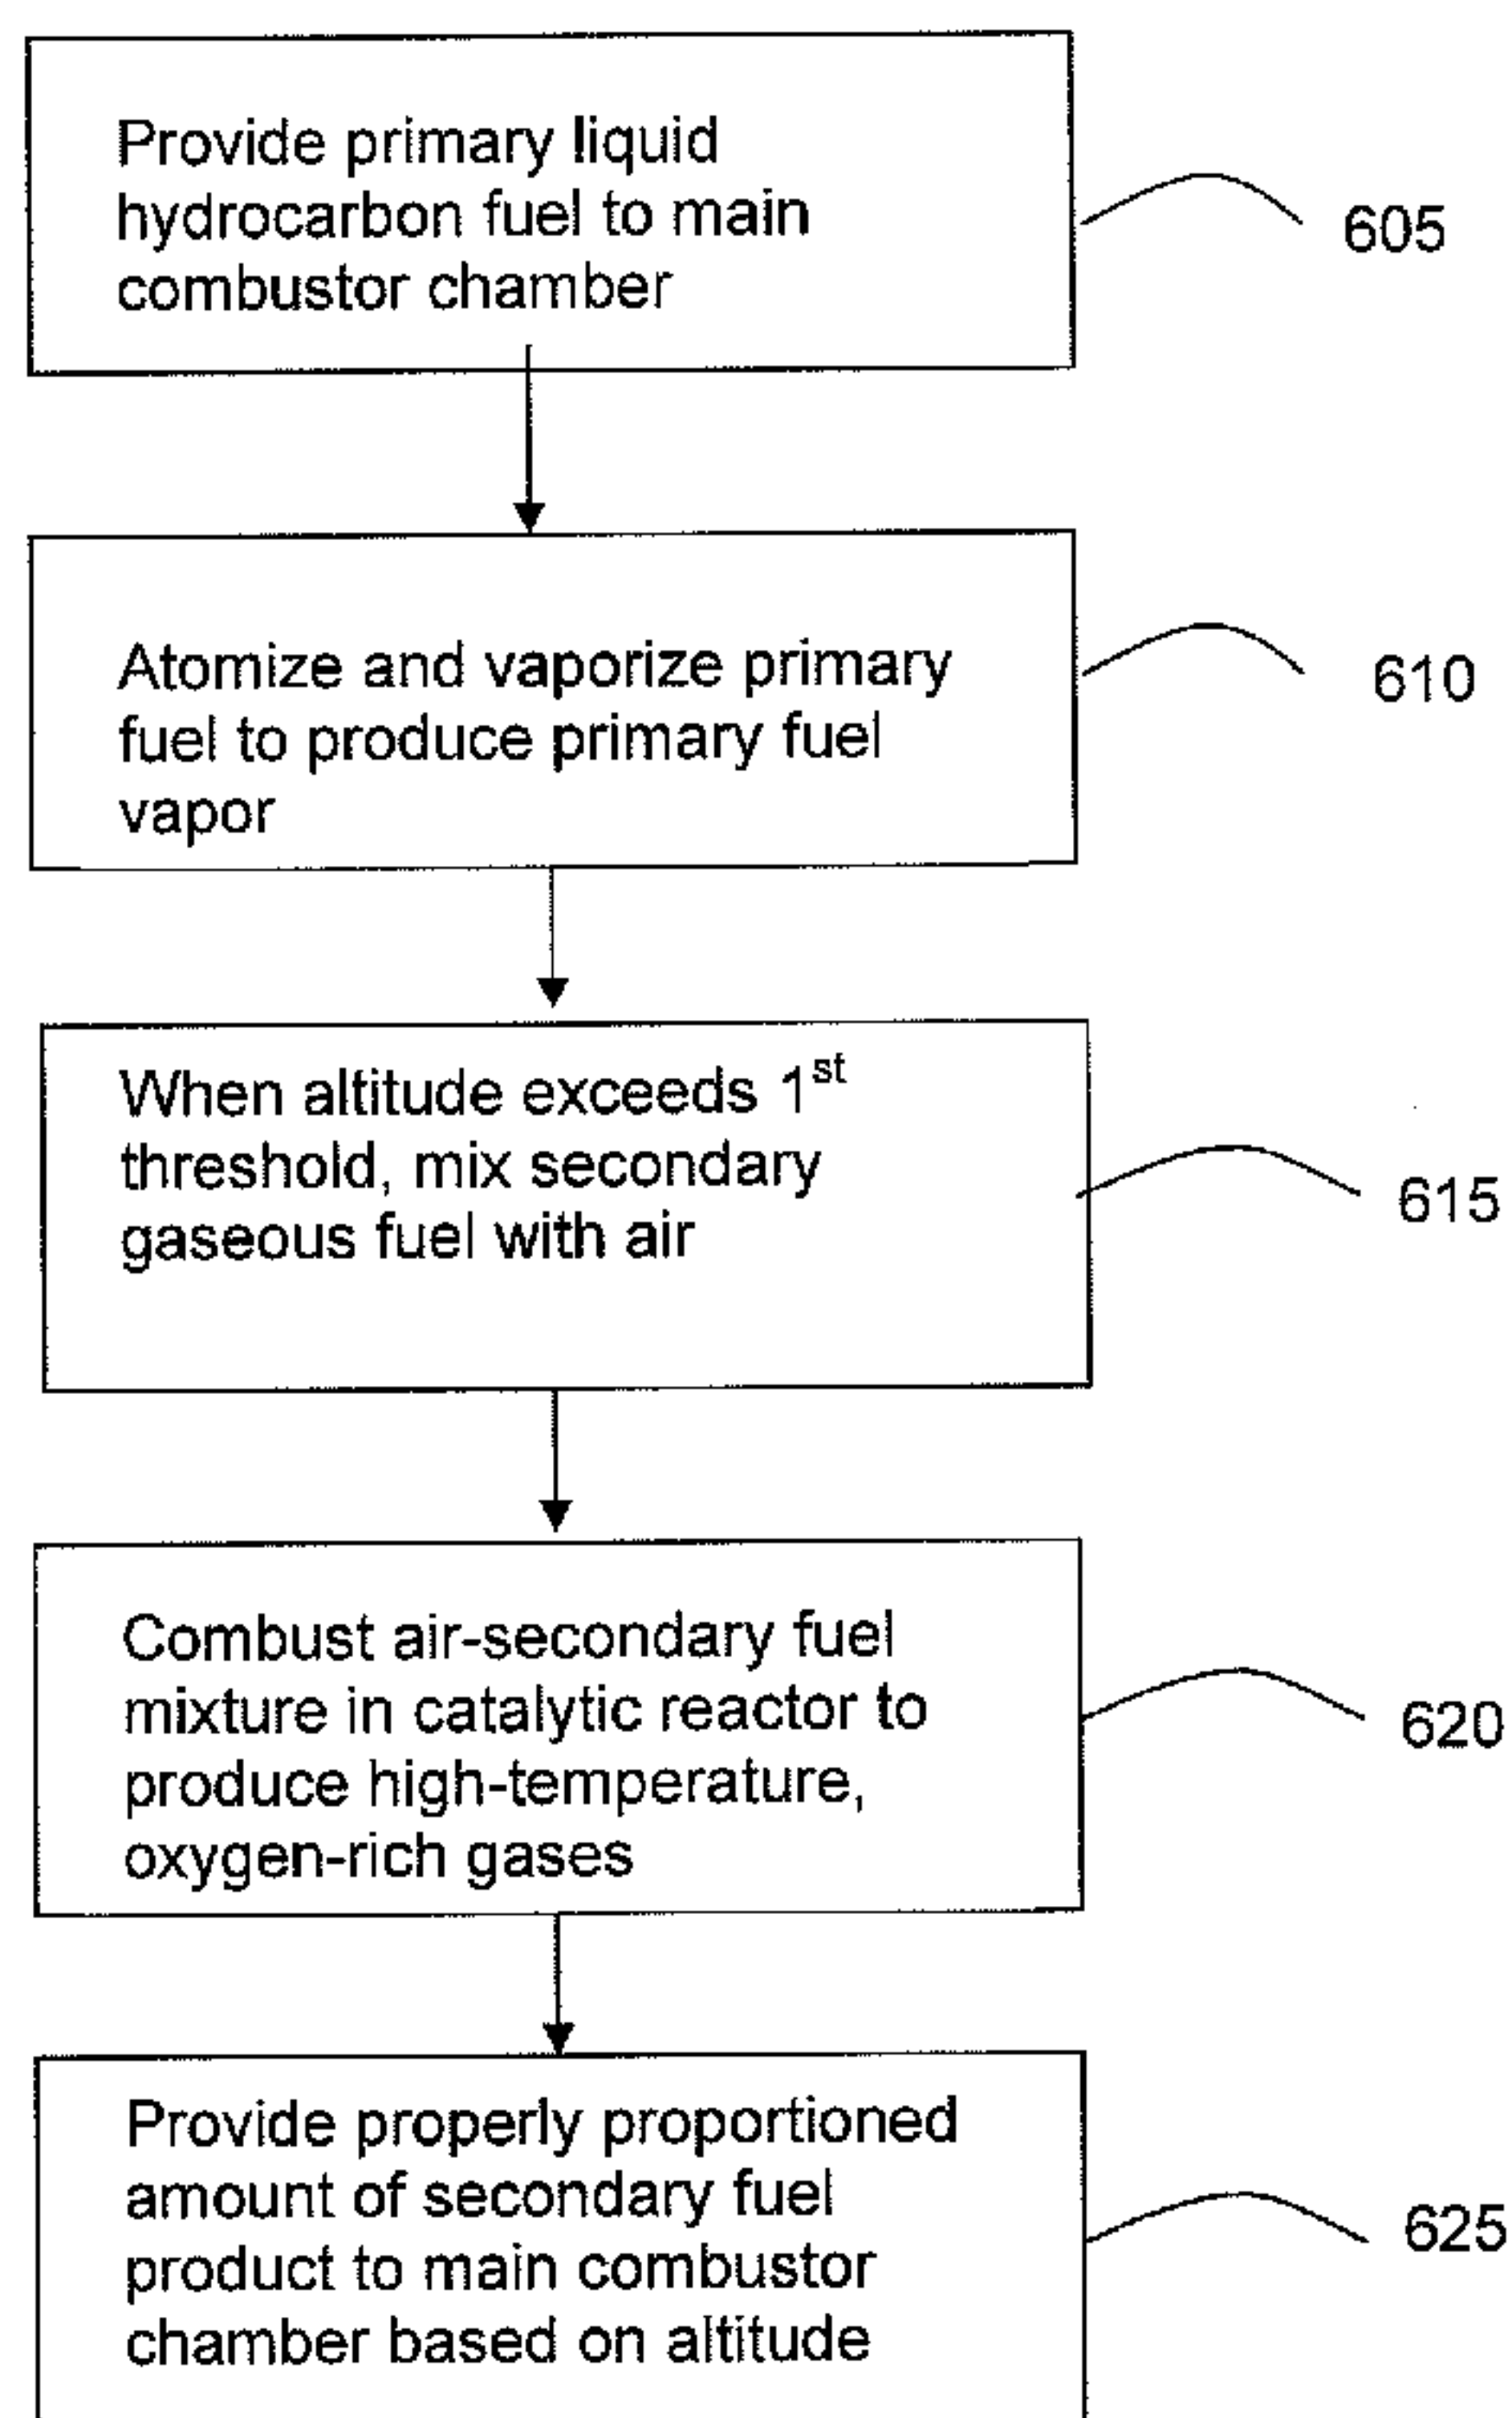 Provide primary liquid
hydrocarbon fuel to main
combustor chamber
605
Atomize and vaporize primary
fuel to produce primary fuel
vapor
610
When altitude exceeds 1st
threshold, mix secondary
gaseous fuel with air
615
Combust air-secondary fuel
mixture in catalytic reactor to
produce high-temperature,
oxygen-rich gases
620
Provide properly proportioned
amount of secondary fuel
product to main combustor
chamber based on altitude
625